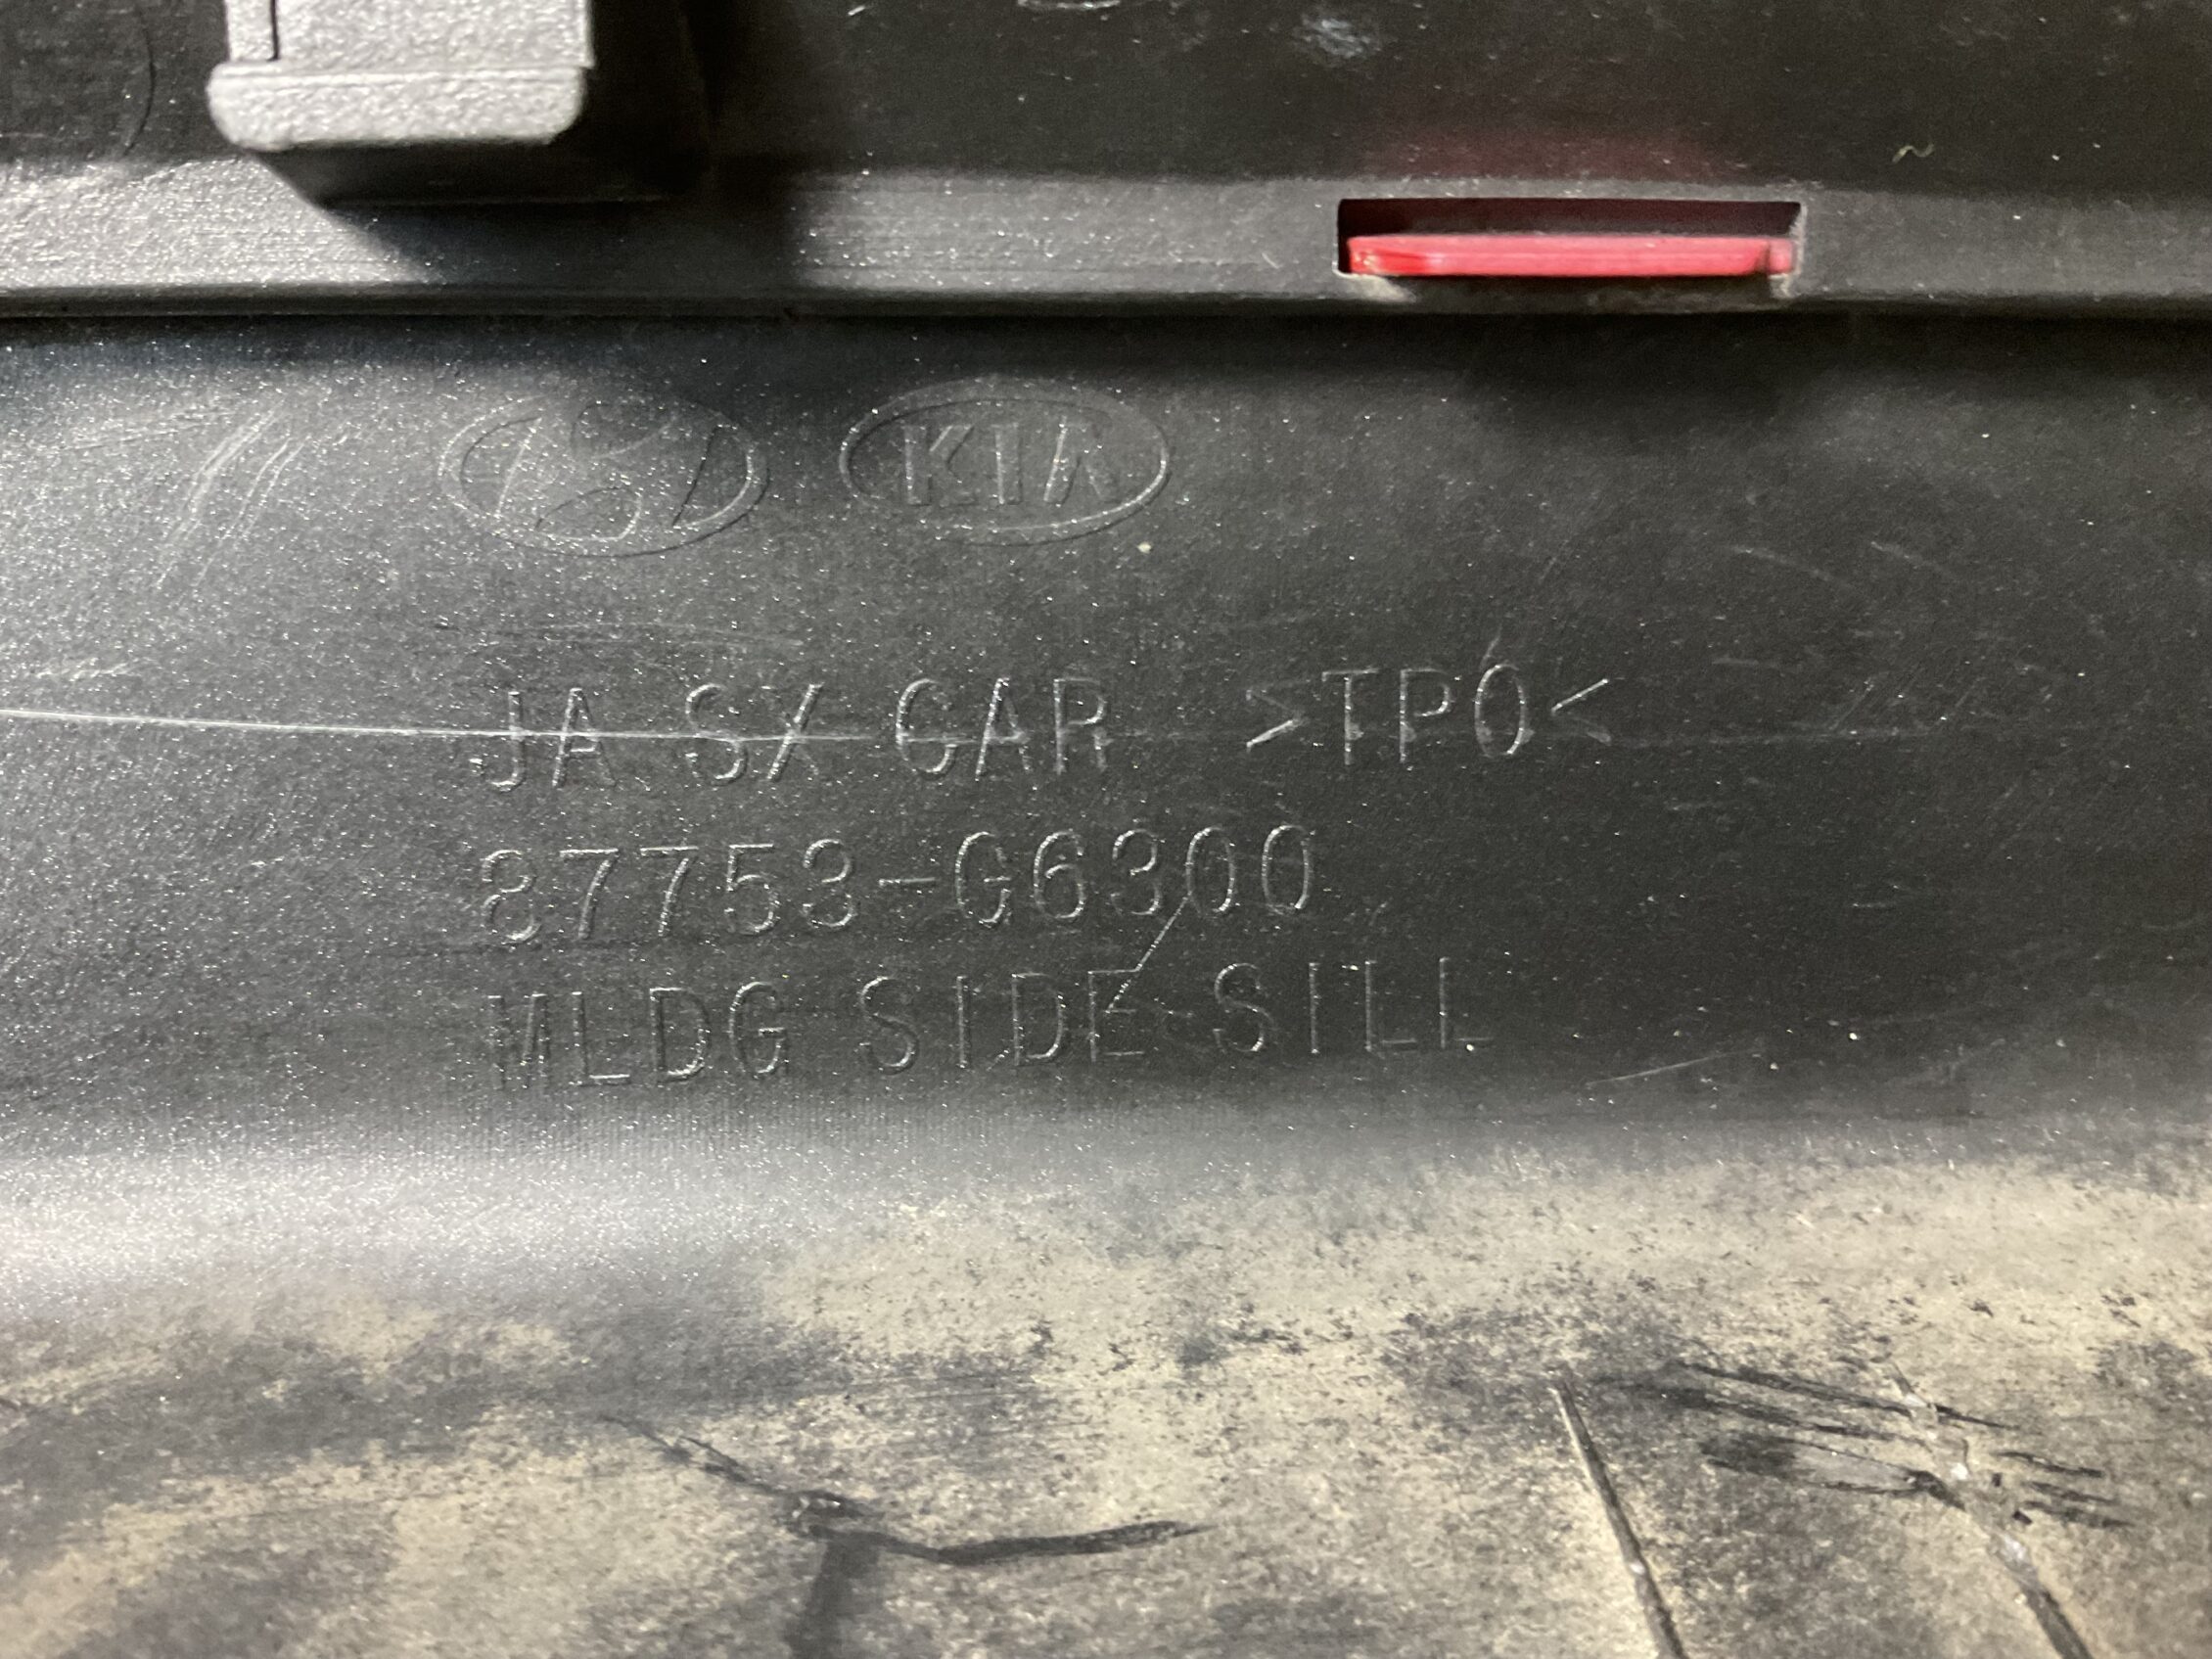 KIA
JA SX CAR >TPO<
87753-G6300
MLDG SIDE SILL